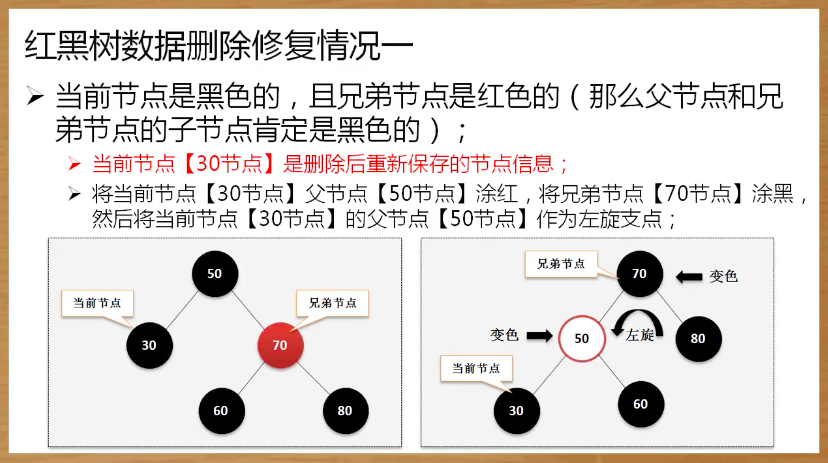 红黑树数据删除修复情况一
当前节点是黑色的，且兄弟节点是红色的（那么父节点和兄
弟节点的子节点肯定是黑色的）；
当前节点【30节点】是删除后重新保存的节点信息；
将当前节点【30节点】父节点【50节点】涂红，将兄弟节点【70节点】涂黑，
然后将当前节点【30节点】的父节点【50节点】作为左旋支点；
50
当前节点
兄弟节点
30
70
60
80
兄弟节点
70
变色
变色
50
左旋
80
当前节点
30
60